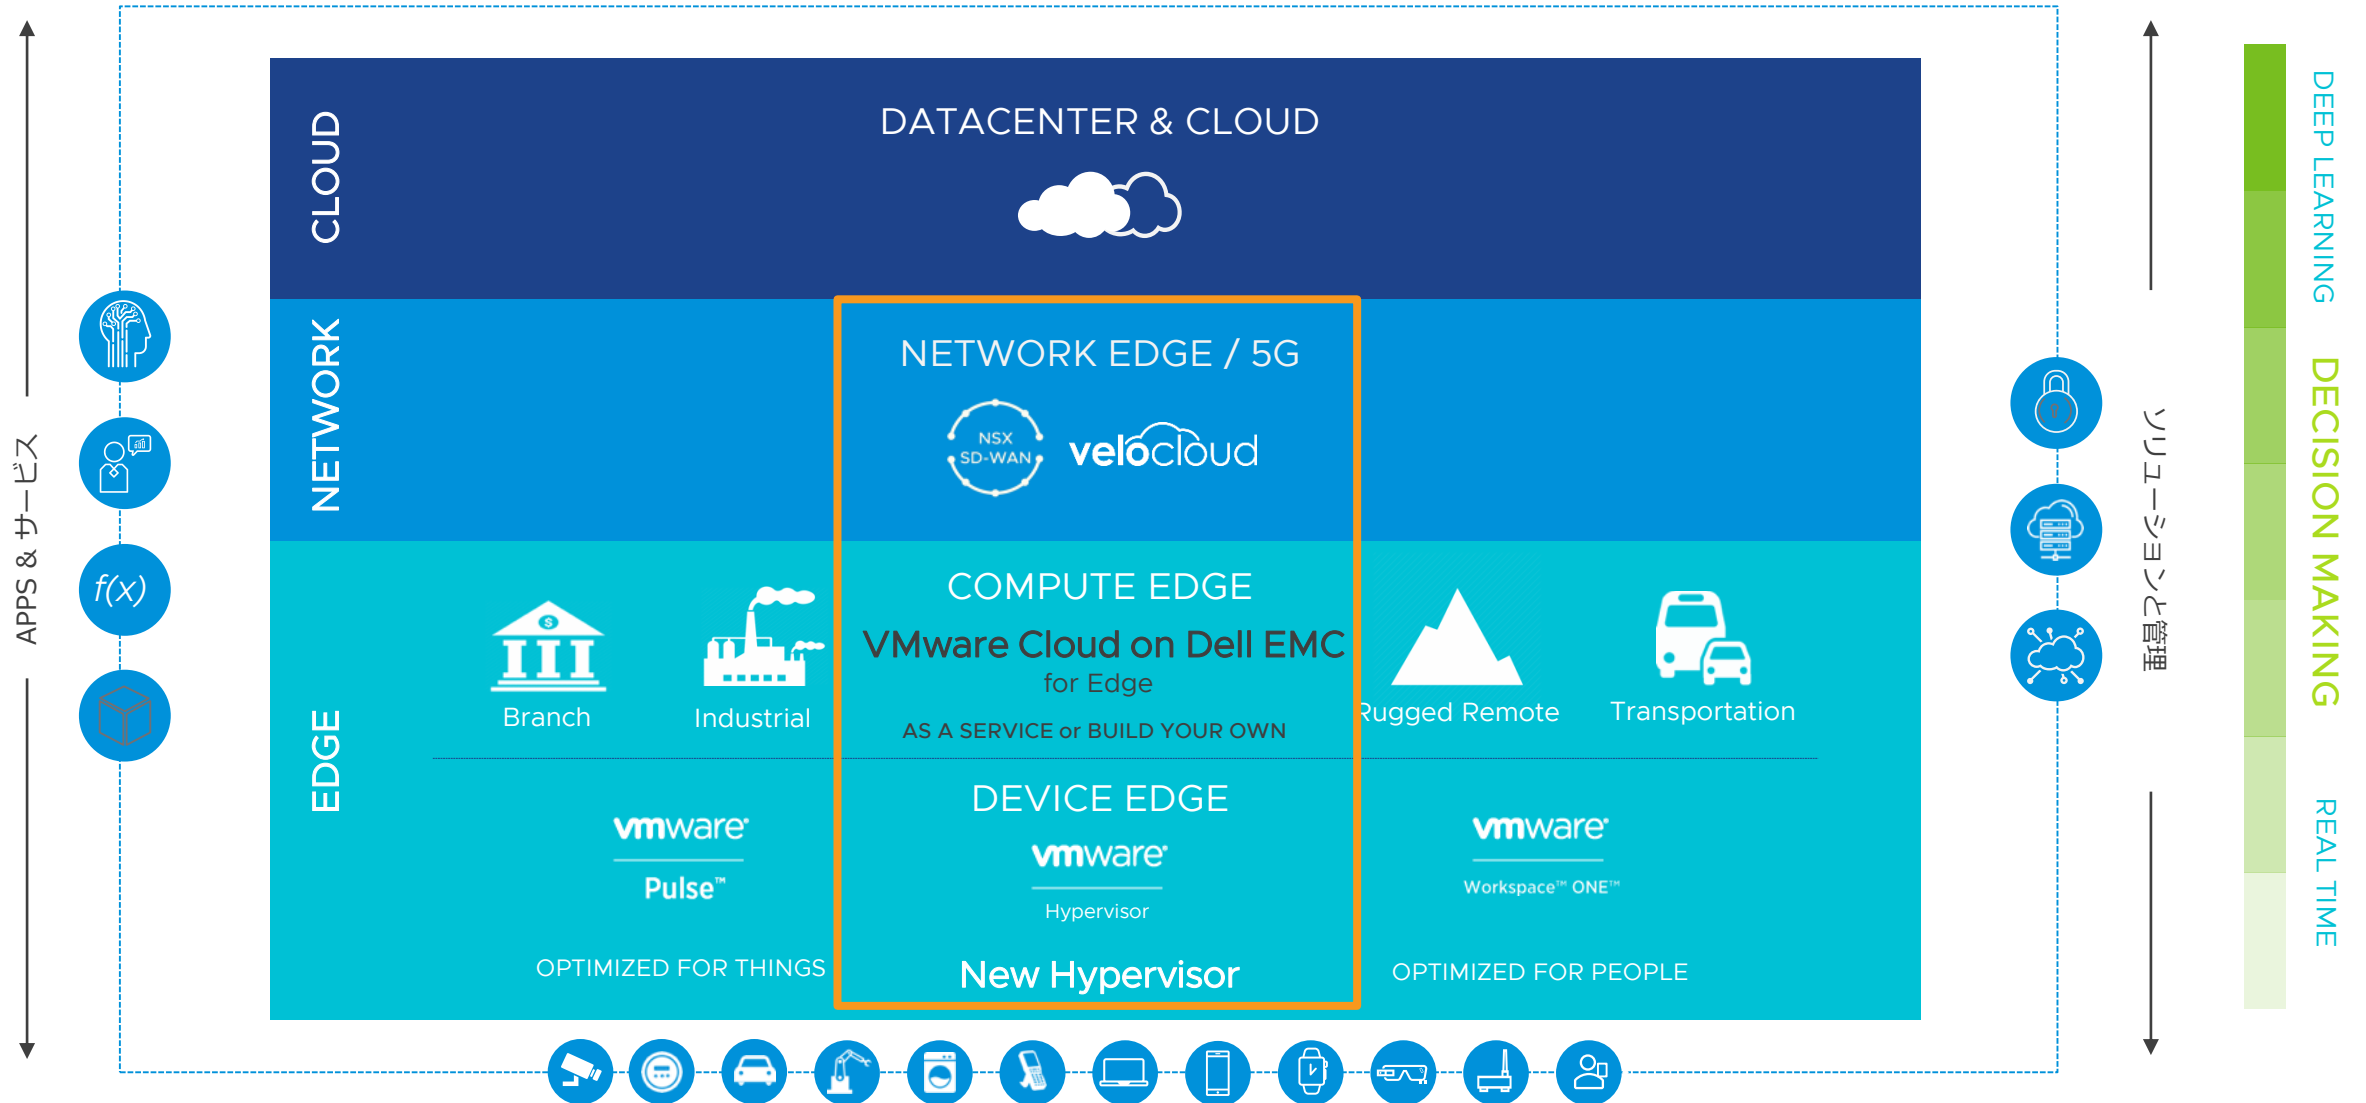 APPS & サービス
f(x)
CLOUD
DATACENTER & CLOUD
NETWORK
NETWORK EDGE / 5G
NSX
SD-WAN
velocloud
EDGE
COMPUTE EDGE
VMware Cloud on Dell EMC
for Edge
AS A SERVICE or BUILD YOUR OWN
Branch
Industrial
Rugged Remote
Transportation
DEVICE EDGE
vmware®
Pulse™
OPTIMIZED FOR THINGS
vmware®
Hypervisor
New Hypervisor
vmware®
Workspace™ ONE™
OPTIMIZED FOR PEOPLE
ソリューションと管理
DEEP LEARNING
DECISION MAKING
REAL TIME